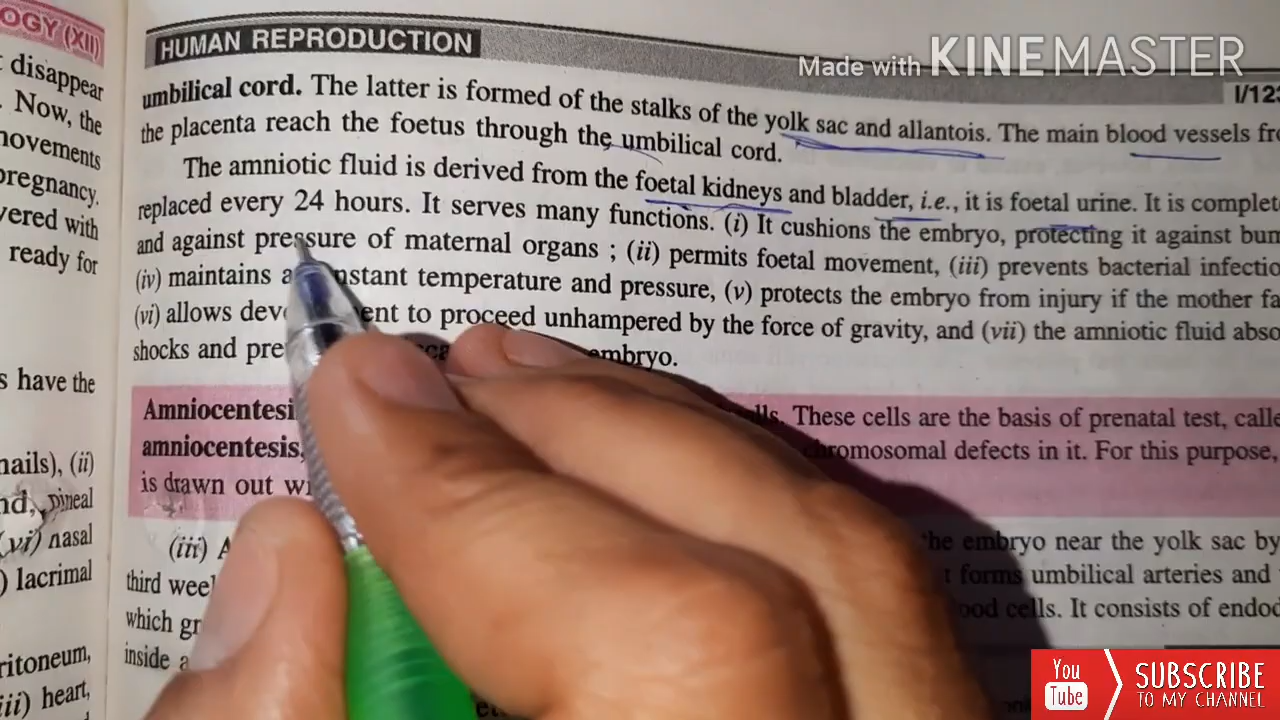 OGY (XII)
disappear
. Now, the
movements
pregnancy.
vered with
ready for
s have the
nails), (ii)
nd, pineal
(vi) nasal
) lacrimal
ritoneum,
iii) heart,
HUMAN REPRODUCTION
Made with KINEMASTER
I/123
umbilical cord. The latter is formed of the stalks of the yolk sac and allantois. The main blood vessels fro
the placenta reach the foetus through the umbilical cord.
The amniotic fluid is derived from the foetal kidneys and bladder, i.e., it is foetal urine. It is complet
replaced every 24 hours. It serves many functions. (i) It cushions the embryo, protecting it against bum
and against pressure of maternal organs ; (ii) permits foetal movement, (iii) prevents bacterial infectio
(iv) maintains a nstant temperature and pressure, (v) protects the embryo from injury if the mother fa
(vi) allows dev ent to proceed unhampered by the force of gravity, and (vii) the amniotic fluid abso
shocks and pre embryo.
Amniocentesi lls. These cells are the basis of prenatal test, calle
amniocentesis, chromosomal defects in it. For this purpose,
is drawn out wi
(iii) A he embryo near the yolk sac by
third wee t forms umbilical arteries and
which gr ood cells. It consists of endod
inside a
You Tube
SUBSCRIBE
TO MY CHANNEL